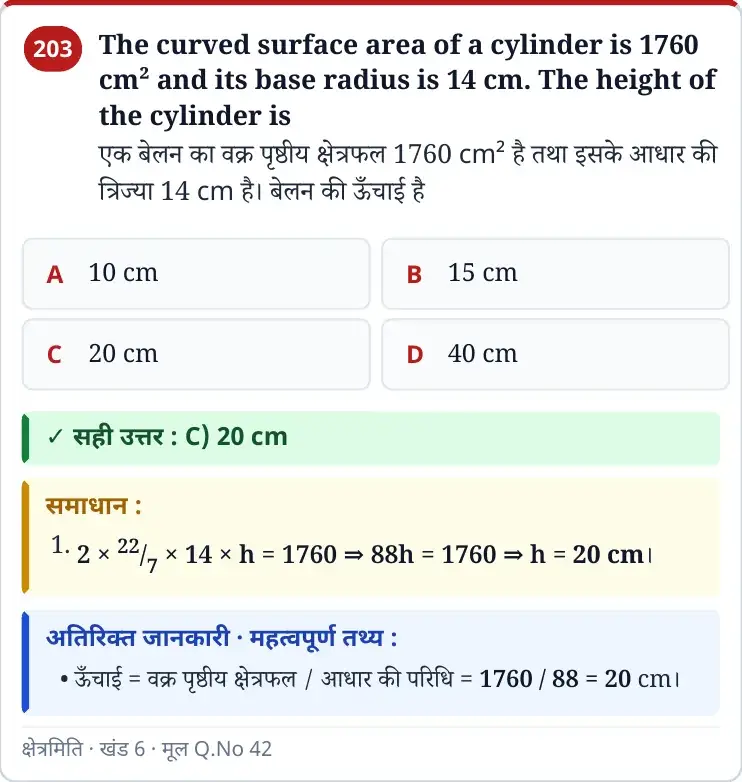 203
The curved surface area of a cylinder is 1760
cm² and its base radius is 14 cm. The height of
the cylinder is
एक बेलन का वक्र पृष्ठीय क्षेत्रफल 1760 cm² है तथा इसके आधार की
त्रिज्या 14 cm है। बेलन की ऊँचाई है
A 10 cm
B 15 cm
C 20 cm
D 40 cm
✓ सही उत्तर : C) 20 cm
समाधान :
1. 2 × 22/7 × 14 × h = 1760 ⇒ 88h = 1760 ⇒ h = 20 cm।
अतिरिक्त जानकारी · महत्वपूर्ण तथ्य :
• ऊँचाई = वक्र पृष्ठीय क्षेत्रफल / आधार की परिधि = 1760 / 88 = 20 cm।
क्षेत्रमिति · खंड 6 · मूल Q.No 42